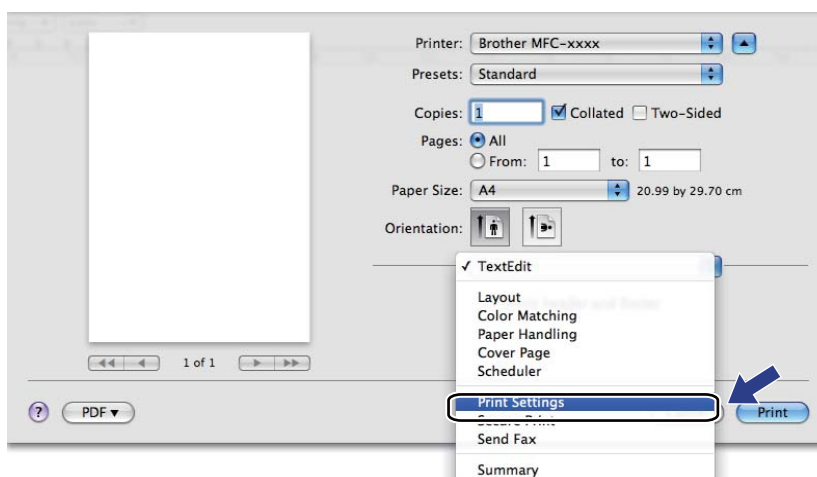 Printer: Brother MFC-xxxx
Presets: Standard
Copies: 1 Collated Two-Sided
Pages: All
From: 1 to: 1
Paper Size: A4 20.99 by 29.70 cm
Orientation:
✓ TextEdit
Layout
Color Matching
Paper Handling
Cover Page
Scheduler
1 of 1
Print Settings
? PDF ▼ Print
Send Fax
Summary